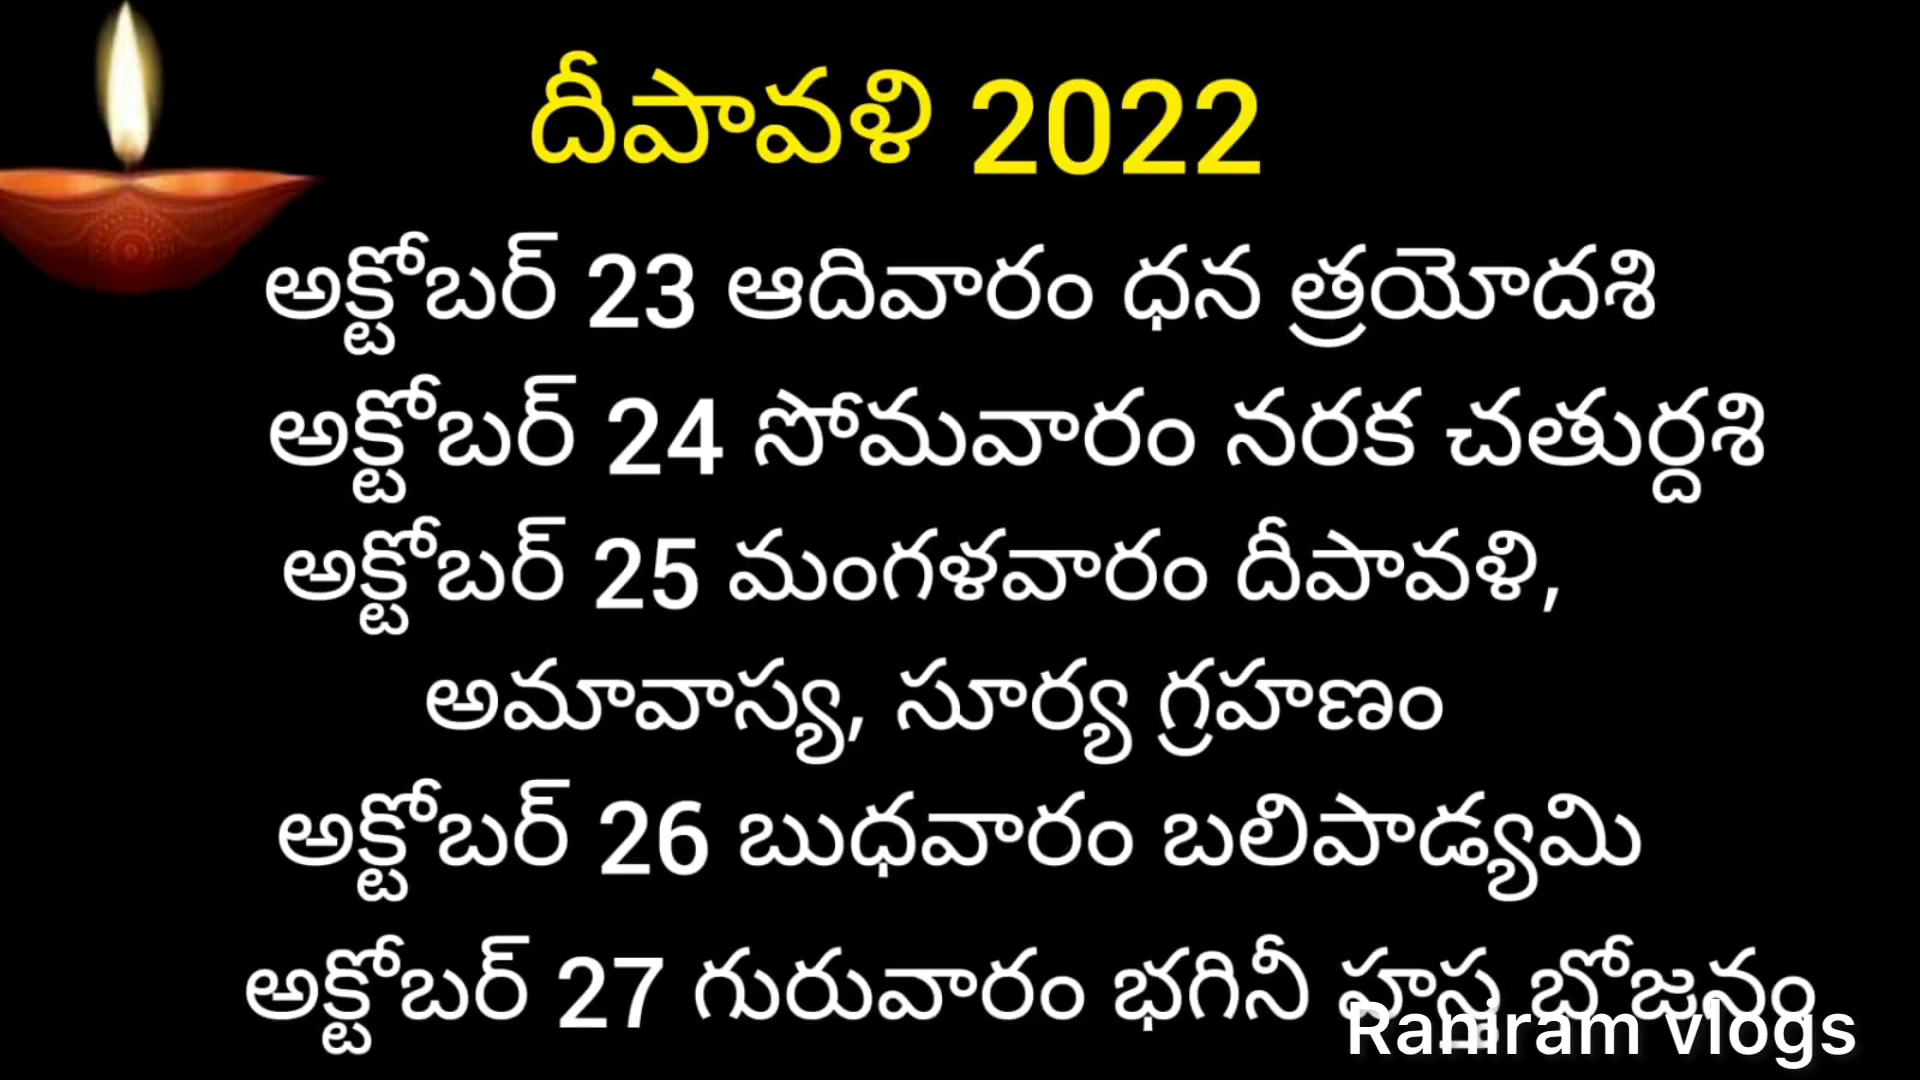 దీపావళి 2022
అక్టోబర్ 23 ఆదివారం ధన త్రయోదశి
అక్టోబర్ 24 సోమవారం నరక చతుర్దశి
అక్టోబర్ 25 మంగళవారం దీపావళి,
అమావాస్య, సూర్య గ్రహణం
అక్టోబర్ 26 బుధవారం బలిపాడ్యమి
అక్టోబర్ 27 గురువారం భగినీ హస్త భోజనం
Raniram vlogs